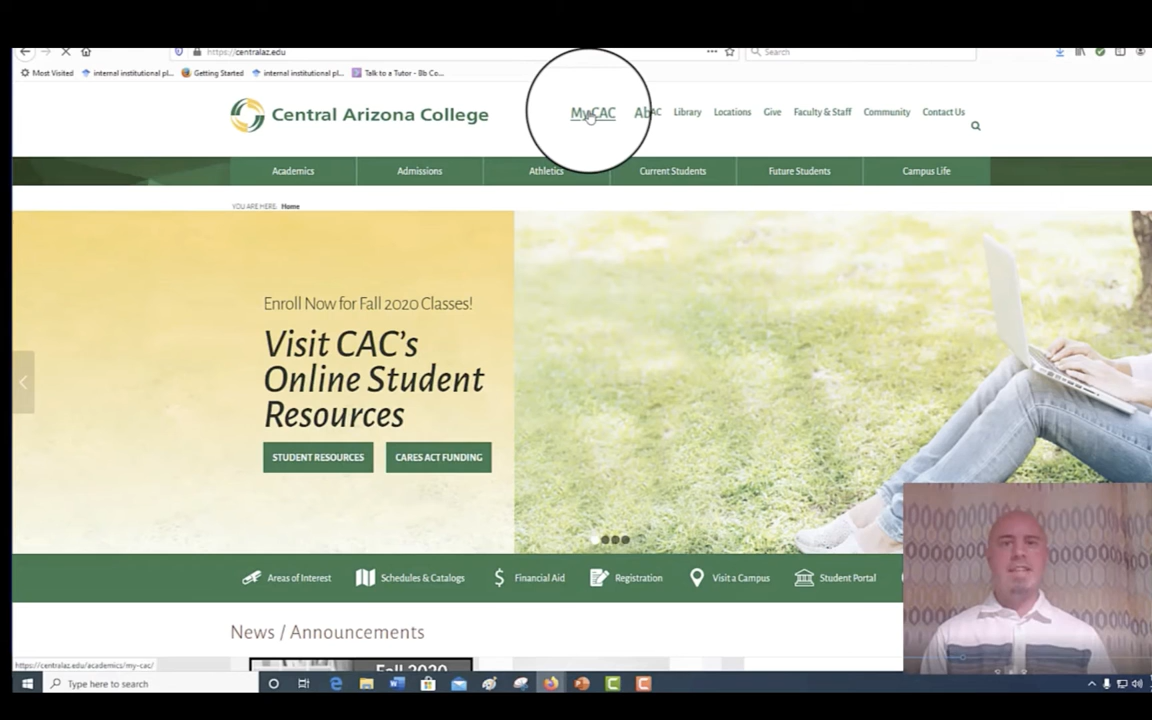 https://centralaz.edu
Search
Most Visited internal institutional pl... Getting Started internal institutional pl... Talk to a Tutor - Bb Co...
Central Arizona College
MyCAC Library Locations Give Faculty & Staff Community Contact Us
Academics Admissions Athletics Current Students Future Students Campus Life
YOU ARE HERE: Home
Enroll Now for Fall 2020 Classes!
Visit CAC's
Online Student
Resources
STUDENT RESOURCES CARES ACT FUNDING
Areas of Interest Schedules & Catalogs Financial Aid Registration Visit a Campus Student Portal
News / Announcements
Fall 2020
https://centralaz.edu/academics/my-cac/
Type here to search